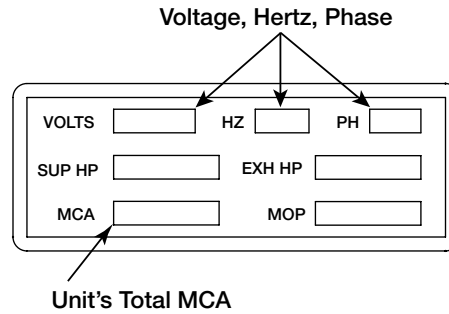 Voltage, Hertz, Phase
VOLTS HZ PH
SUP HP EXH HP
MCA MOP
Unit's Total MCA